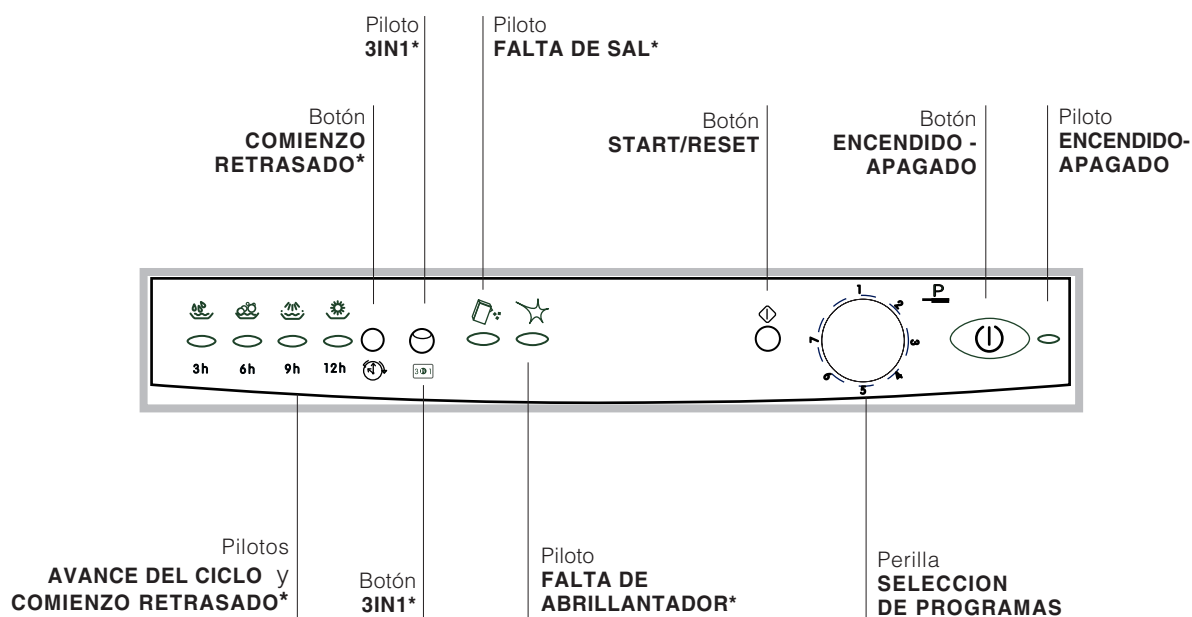 Piloto
3IN1*
Piloto
FALTA DE SAL*
Botón
COMIENZO
RETRASADO*
Botón
START/RESET
Botón
ENCENDIDO -
APAGADO
Piloto
ENCENDIDO-
APAGADO
P
1
2
3
4
5
6
7
3h 6h 9h 12h
Pilotos
AVANCE DEL CICLO y
COMIENZO RETRASADO*
Botón
3IN1*
Piloto
FALTA DE
ABRILLANTADOR*
Perilla
SELECCION
DE PROGRAMAS